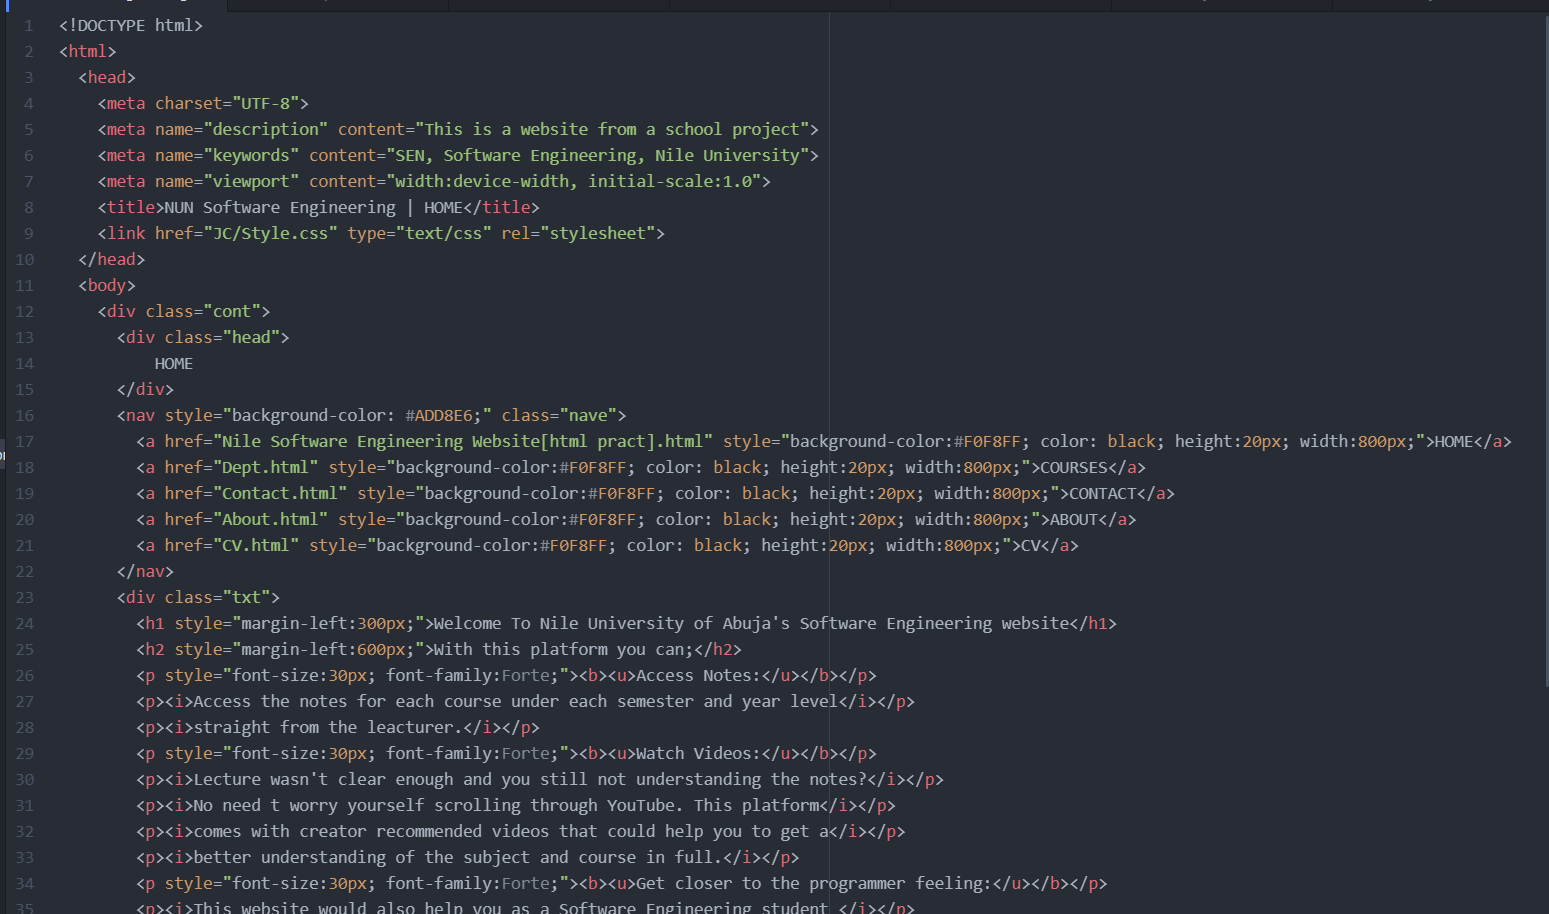 1 <!DOCTYPE html>
2 <html>
3 <head>
4 <meta charset="UTF-8">
5 <meta name="description" content="This is a website from a school project">
6 <meta name="keywords" content="SEN, Software Engineering, Nile University">
7 <meta name="viewport" content="width:device-width, initial-scale:1.0">
8 <title>NUN Software Engineering | HOME</title>
9 <link href="JC/Style.css" type="text/css" rel="stylesheet">
10 </head>
11 <body>
12 <div class="cont">
13 <div class="head">
14 HOME
15 </div>
16 <nav style="background-color: #ADD8E6;" class="nave">
17 <a href="Nile Software Engineering Website[html pract].html" style="background-color:#F0F8FF; color: black; height:20px; width:800px;">HOME</a>
18 <a href="Dept.html" style="background-color:#F0F8FF; color: black; height:20px; width:800px;">COURSES</a>
19 <a href="Contact.html" style="background-color:#F0F8FF; color: black; height:20px; width:800px;">CONTACT</a>
20 <a href="About.html" style="background-color:#F0F8FF; color: black; height:20px; width:800px;">ABOUT</a>
21 <a href="CV.html" style="background-color:#F0F8FF; color: black; height:20px; width:800px;">CV</a>
22 </nav>
23 <div class="txt">
24 <h1 style="margin-left:300px;">Welcome To Nile University of Abuja's Software Engineering website</h1>
25 <h2 style="margin-left:600px;">With this platform you can;</h2>
26 <p style="font-size:30px; font-family:Forte;"><b><u>Access Notes:</u></b></p>
27 <p><i>Access the notes for each course under each semester and year level</i></p>
28 <p><i>straight from the leacturer.</i></p>
29 <p style="font-size:30px; font-family:Forte;"><b><u>Watch Videos:</u></b></p>
30 <p><i>Lecture wasn't clear enough and you still not understanding the notes?</i></p>
31 <p><i>No need t worry yourself scrolling through YouTube. This platform</i></p>
32 <p><i>comes with creator recommended videos that could help you to get a</i></p>
33 <p><i>better understanding of the subject and course in full.</i></p>
34 <p style="font-size:30px; font-family:Forte;"><b><u>Get closer to the programmer feeling:</u></b></p>
35 <p><i>This website would also help you as a Software Engineering student </i></p>